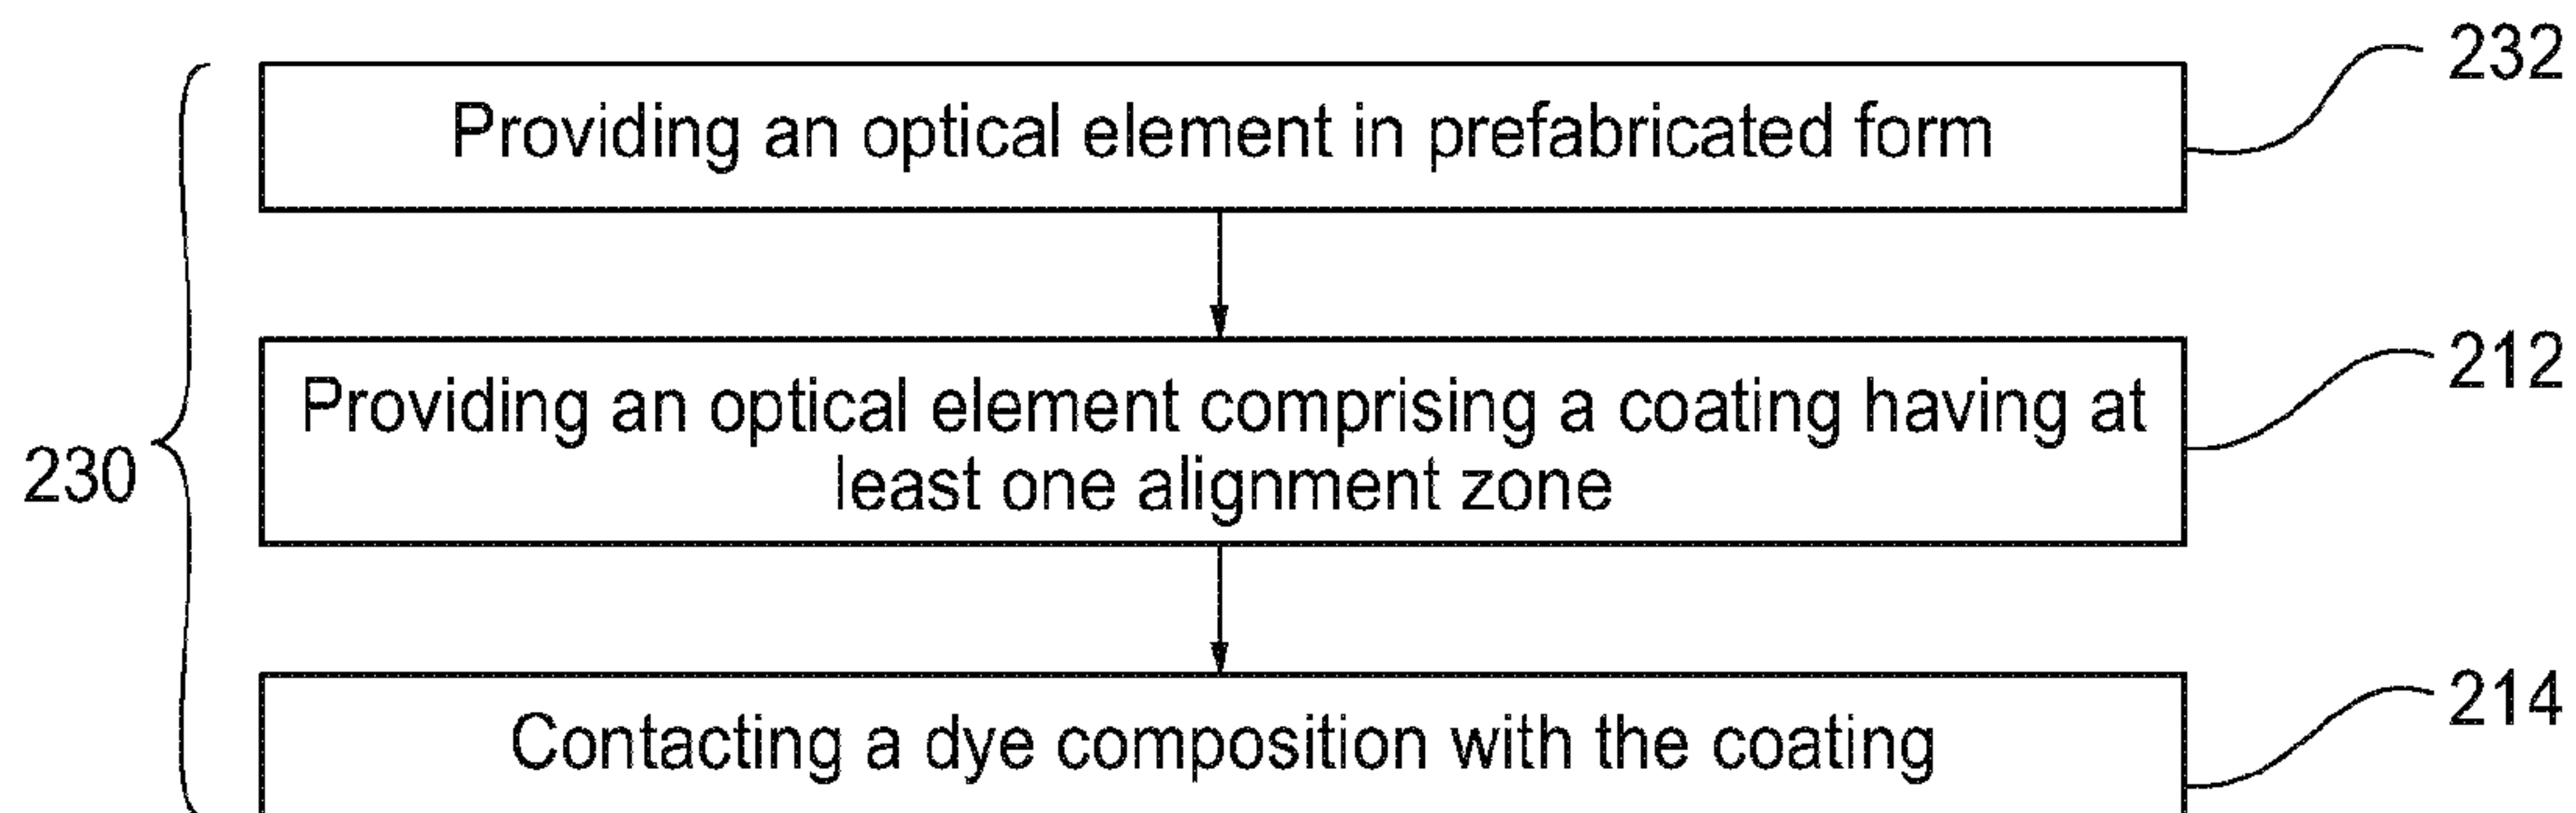 232
Providing an optical element in prefabricated form
212
Providing an optical element comprising a coating having at
least one alignment zone
230
214
Contacting a dye composition with the coating